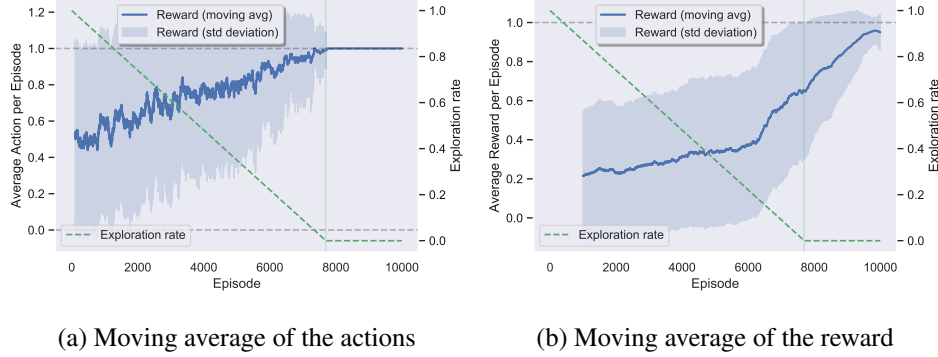 Reward (moving avg)
Reward (std deviation)
1.2
1.0
0.8
0.6
0.4
0.2
0.0
Average Action per Episode
1.0
0.8
0.6
0.4
0.2
0.0
Exploration rate
Exploration rate
0
2000
4000
6000
8000
10000
Episode
(a) Moving average of the actions
Reward (moving avg)
Reward (std deviation)
1.0
0.8
0.6
0.4
0.2
0.0
Average Reward per Episode
1.0
0.8
0.6
0.4
0.2
0.0
Exploration rate
Exploration rate
0
2000
4000
6000
8000
10000
Episode
(b) Moving average of the reward